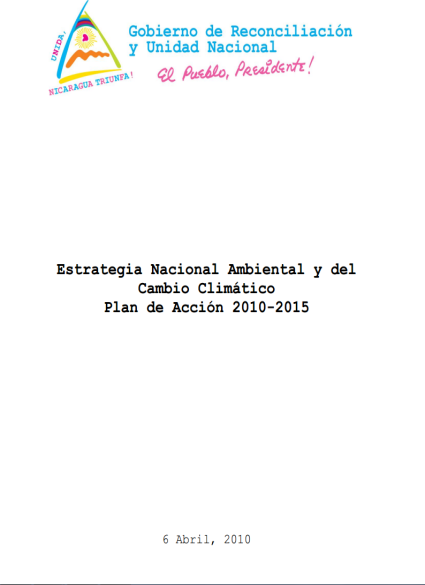 UNIDA,
NICARAGUA TRIUNFA!
Gobierno de Reconciliación
y Unidad Nacional
El Pueblo, Presidente!
Estrategia Nacional Ambiental y del
Cambio Climático
Plan de Acción 2010-2015
6 Abril, 2010